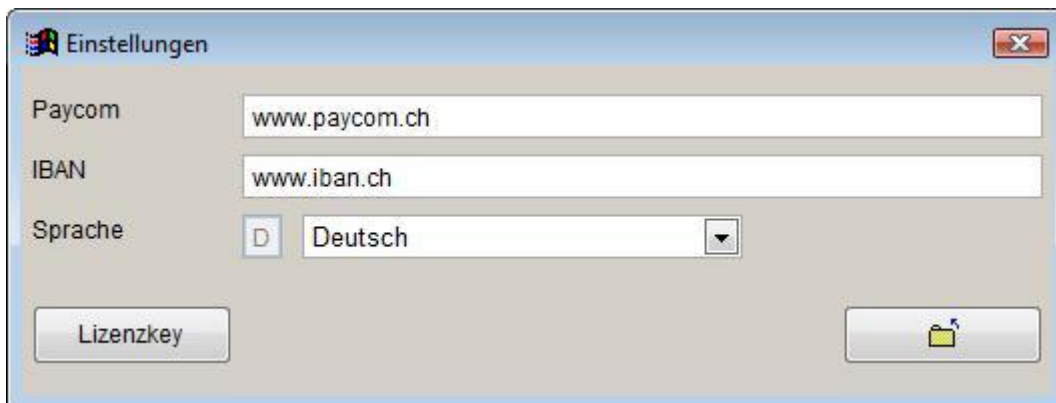 Einstellungen
Paycom www.paycom.ch
IBAN www.iban.ch
Sprache D Deutsch
Lizenzkey